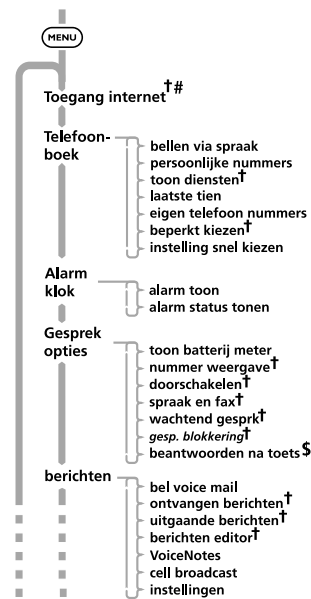 MENU
Toegang internet†#
Telefoon-
boek
bellen via spraak
persoonlijke nummers
toon diensten†
laatste tien
eigen telefoon nummers
beperkt kiezen†
instelling snel kiezen
Alarm
klok
alarm toon
alarm status tonen
Gesprek
opties
toon batterij meter
nummer weergave†
doorschakelen†
spraak en fax†
wachtend gesprk†
gesp. blokkering†
beantwoorden na toets$
berichten
bel voice mail
ontvangen berichten†
uitgaande berichten†
berichten editor†
VoiceNotes
cell broadcast
instellingen